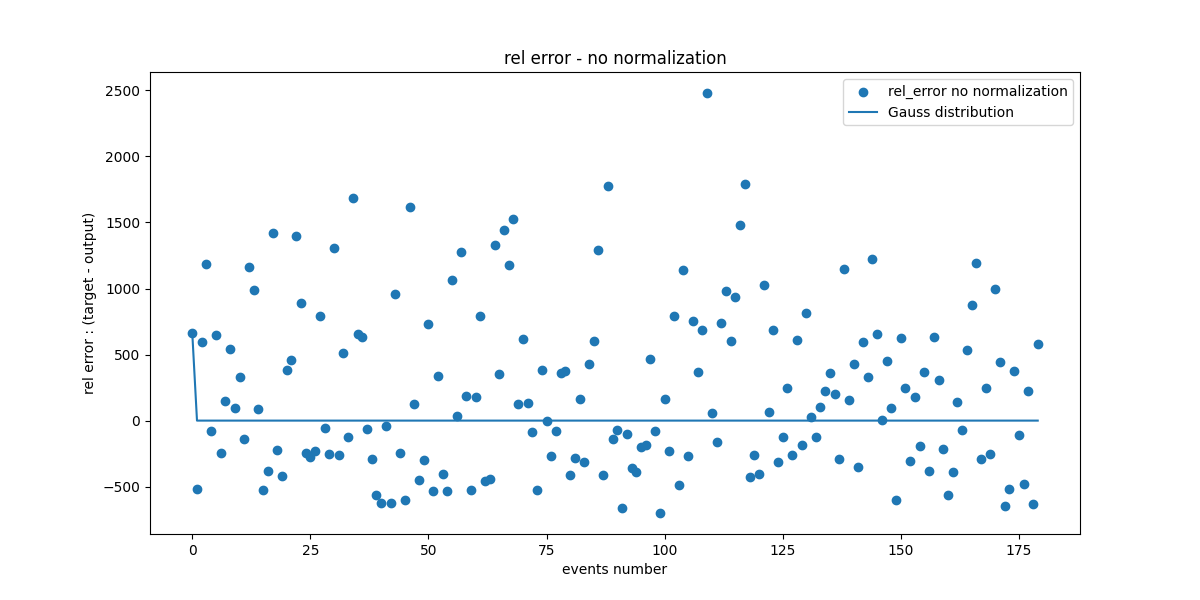 rel error - no normalization
rel_error no normalization
Gauss distribution
rel error : (target - output)
2500
2000
1500
1000
500
0
−500
0 25 50 75 100 125 150 175
events number